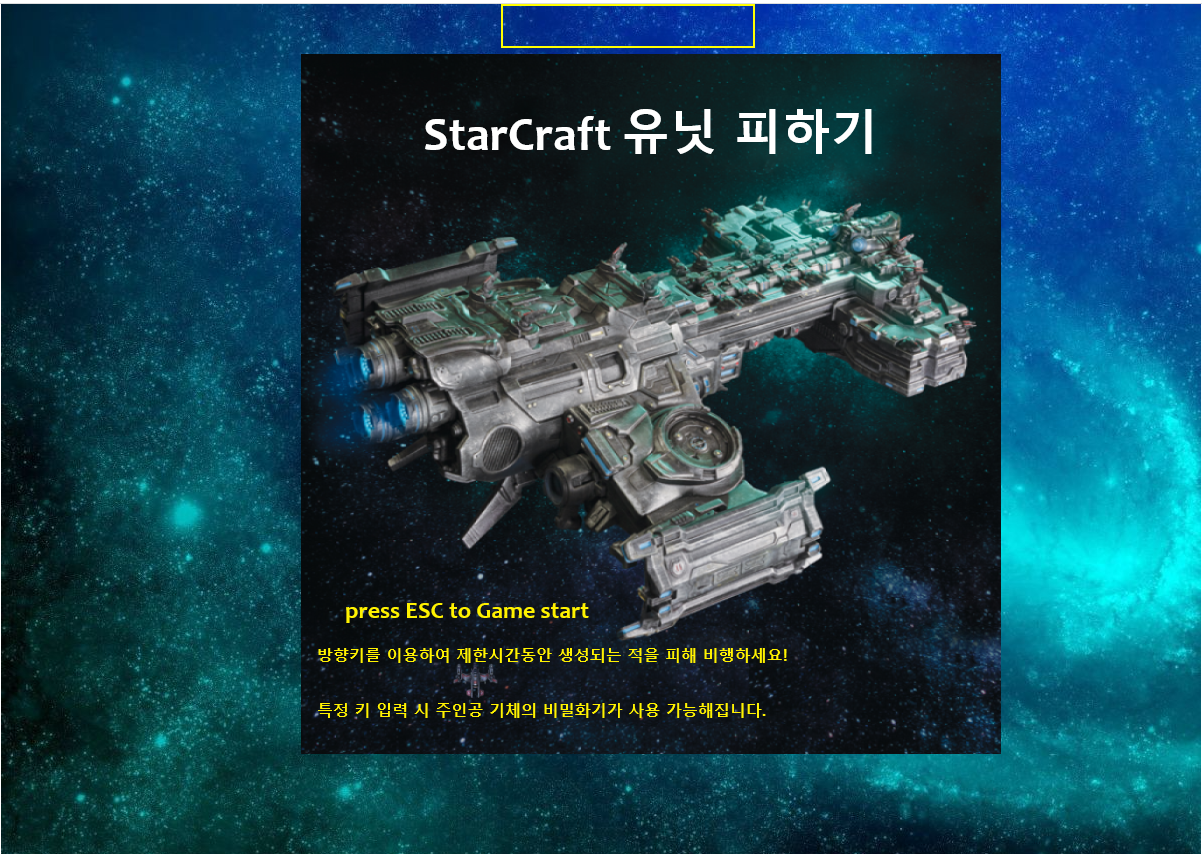 StarCraft 유닛 피하기
press ESC to Game start
방향키를 이용하여 제한시간동안 생성되는 적을 피해 비행하세요!
특정 키 입력 시 주인공 기체의 비밀화기가 사용 가능해집니다.